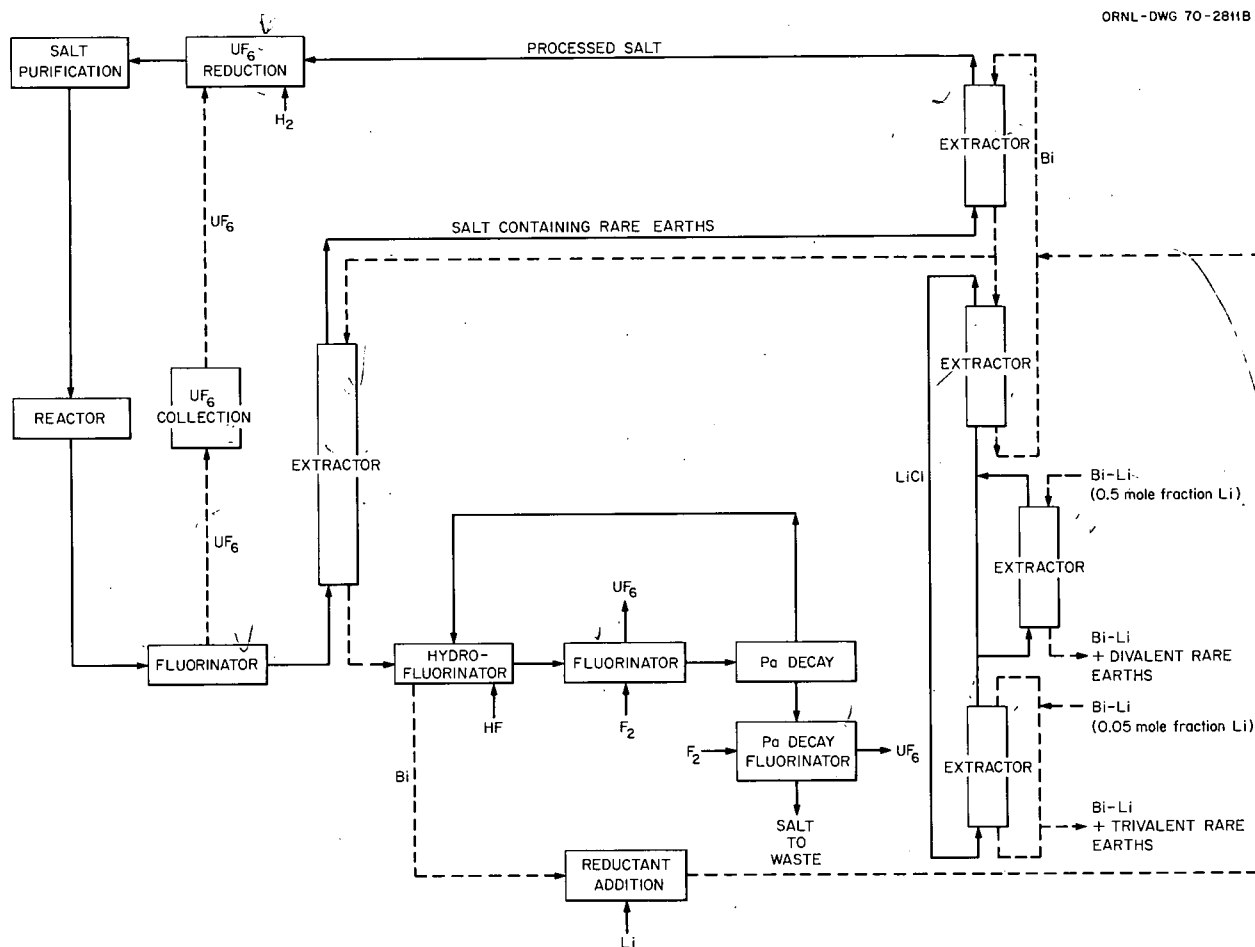 ORNL-DWG 70-2811B
SALT
PURIFICATION
UF6
REDUCTION
H2
PROCESSED SALT
EXTRACTOR
Bi
UF6
SALT CONTAINING RARE EARTHS
EXTRACTOR
REACTOR
UF6
COLLECTION
EXTRACTOR
LiCl
Bi-Li
(0.5 mole fraction Li)
UF6
EXTRACTOR
UF6
FLUORINATOR
HYDRO-
FLUORINATOR
FLUORINATOR
Pa DECAY
Bi-Li
+ DIVALENT RARE
EARTHS
HF
F2
Bi-Li
(0.05 mole fraction Li)
F2
Pa DECAY
FLUORINATOR
UF6
EXTRACTOR
Bi
Bi-Li
+ TRIVALENT RARE
EARTHS
SALT
TO
WASTE
REDUCTANT
ADDITION
Li